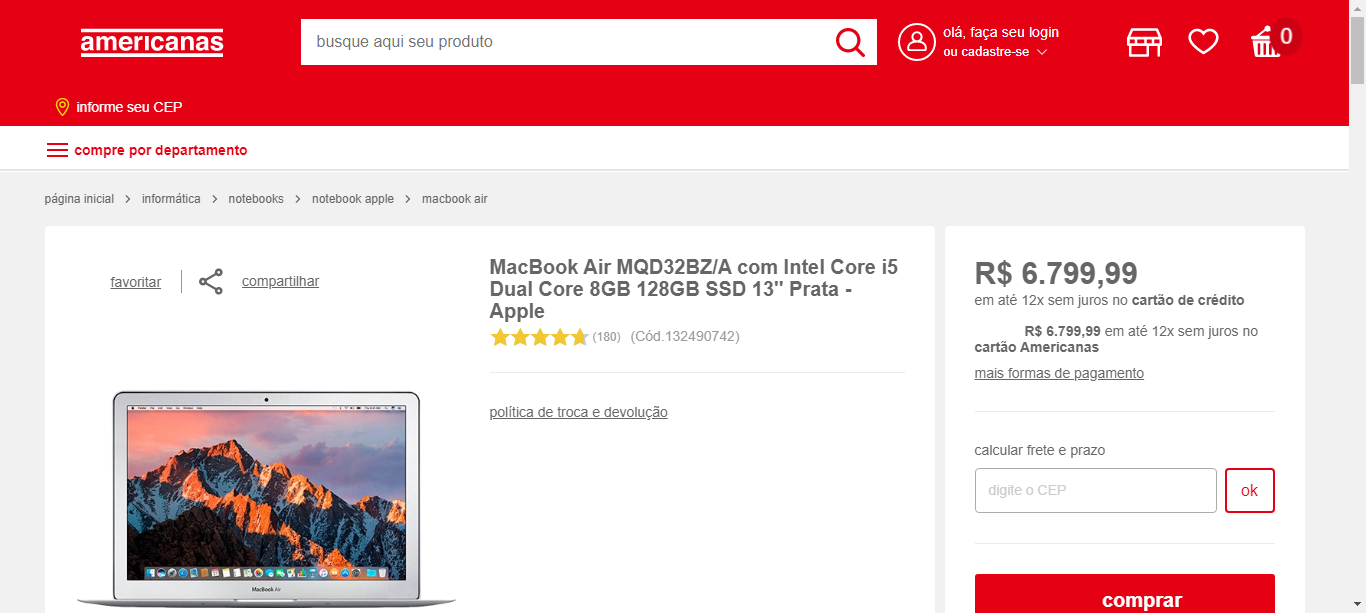 americanas
busque aqui seu produto
olá, faça seu login
ou cadastre-se
0
informe seu CEP
compre por departamento
página inicial > informática > notebooks > notebook apple > macbook air
favoritar
compartilhar
MacBook Air
MacBook Air MQD32BZ/A com Intel Core i5
Dual Core 8GB 128GB SSD 13" Prata -
Apple
(180) (Cód.132490742)
política de troca e devolução
R$ 6.799,99
em até 12x sem juros no cartão de crédito
R$ 6.799,99 em até 12x sem juros no
cartão Americanas
mais formas de pagamento
calcular frete e prazo
digite o CEP
ok
comprar